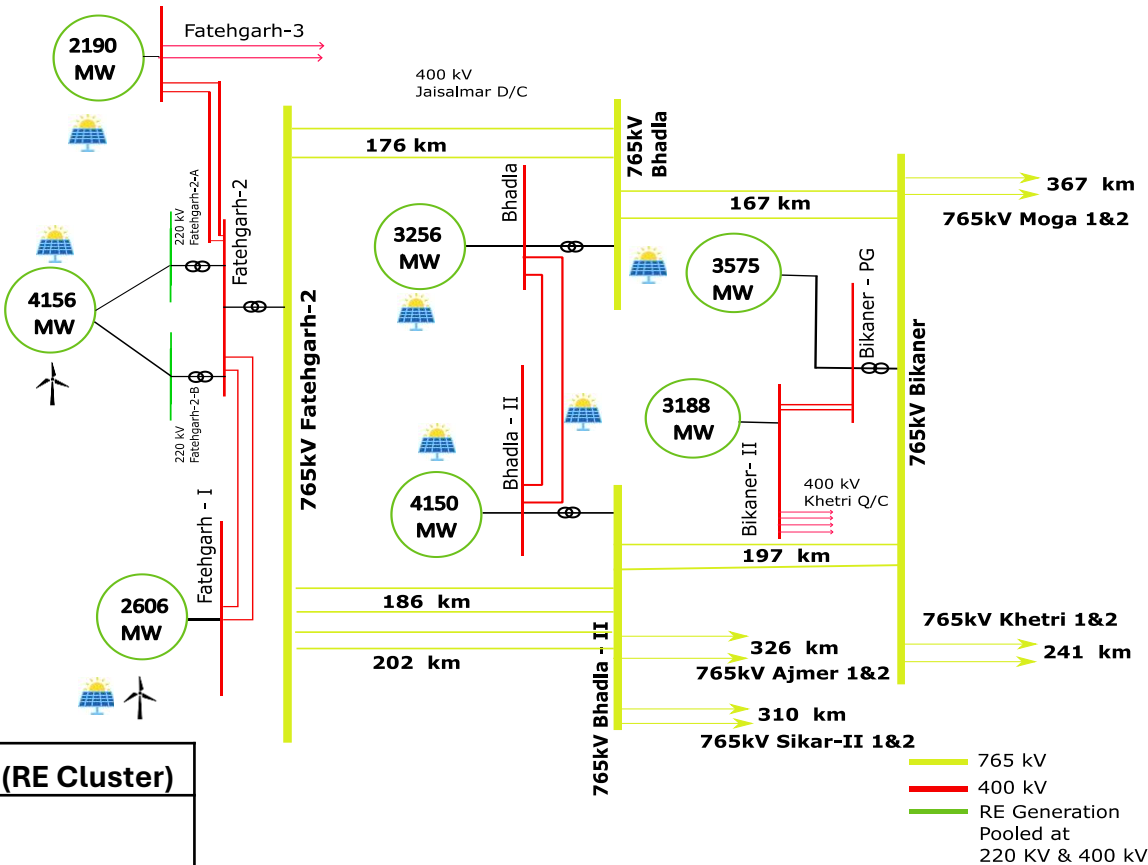 2190
MW
Fatehgarh-3
400 kV
Jaisalmar D/C
176 km
765kV
Bhadla
367 km
765kV Moga 1&2
167 km
220 kV
Fatehgarh-2-A
Fatehgarh-2
Bhadla
3256
MW
3575
MW
Bikaner - PG
4156
MW
765kV Fatehgarh-2
765kV Bikaner
220 kV
Fatehgarh-2-B
3188
MW
Bhadla - II
4150
MW
Bikaner- II
400 kV
Khetri Q/C
Fatehgarh - I
197 km
2606
MW
186 km
202 km
765kV Bhadla - II
326 km
765kV Ajmer 1&2
310 km
765kV Sikar-II 1&2
765kV Khetri 1&2
241 km
(RE Cluster)
765 kV
400 kV
RE Generation
Pooled at
220 KV & 400 kV